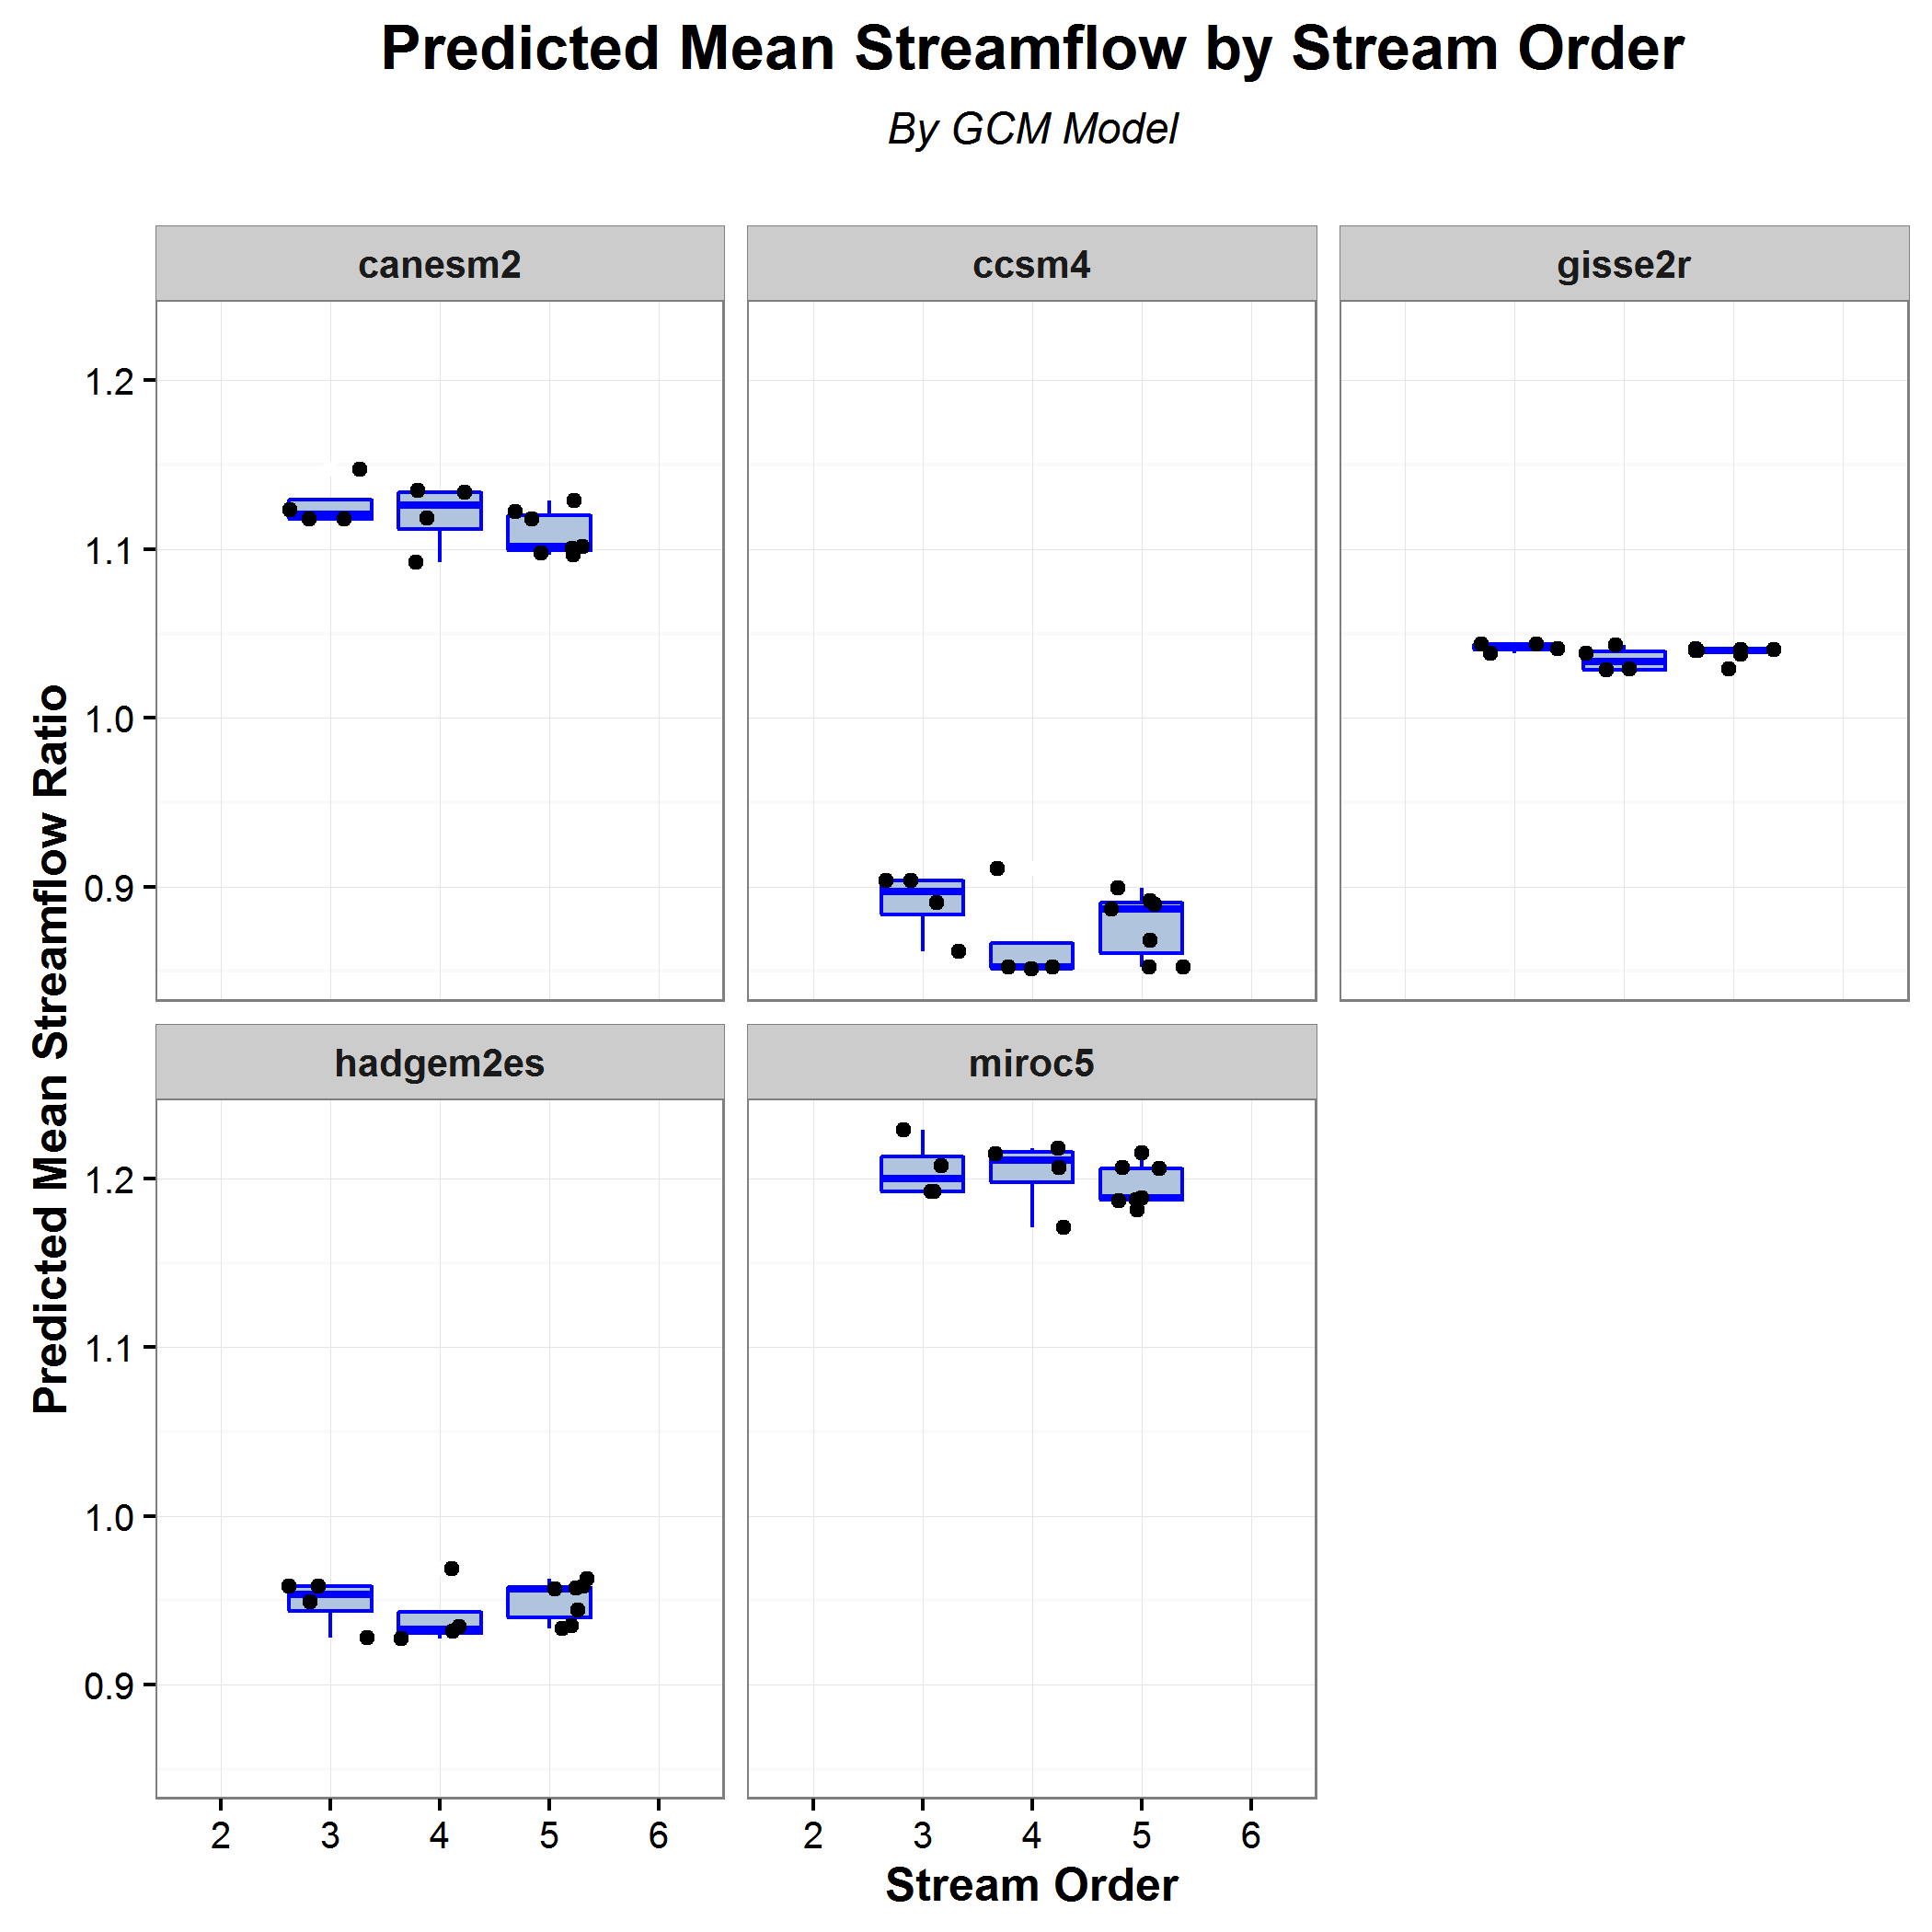 Predicted Mean Streamflow by Stream Order
By GCM Model
canesm2
ccsm4
gisse2r
1.2
1.1
1.0
0.9
Predicted Mean Streamflow Ratio
hadgem2es
miroc5
1.2
1.1
1.0
0.9
2 3 4 5 6
2 3 4 5 6
Stream Order